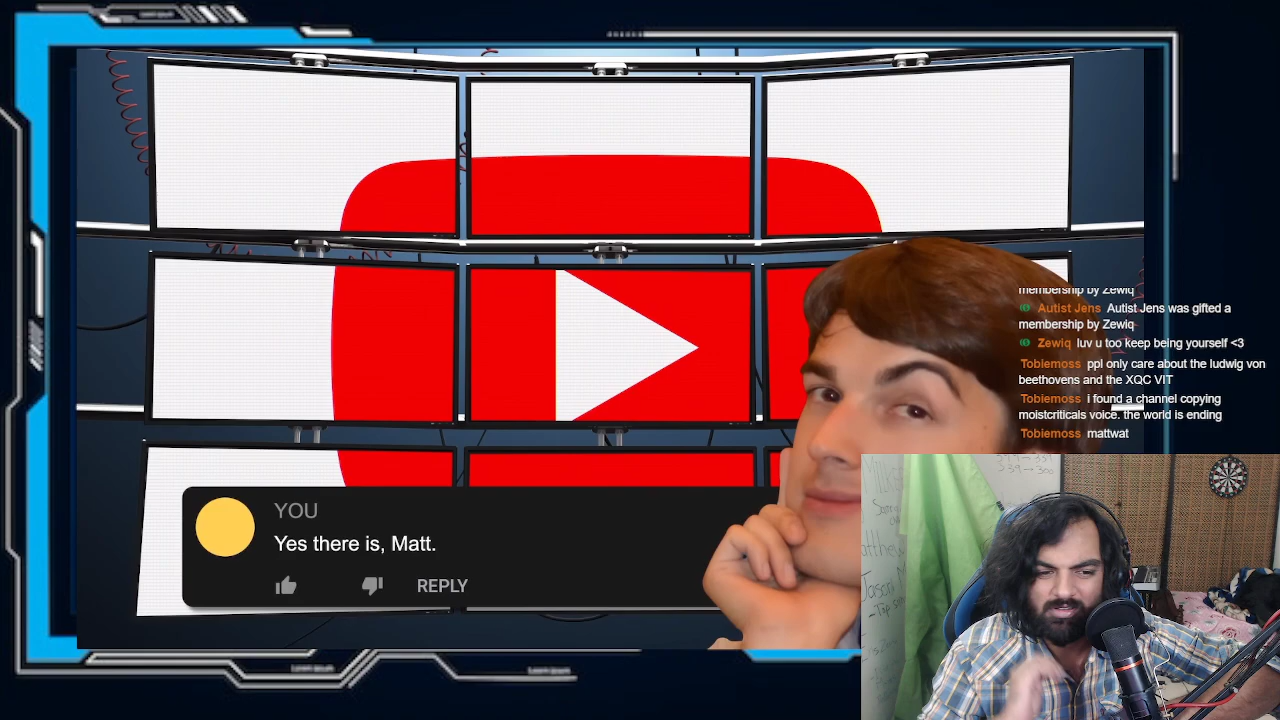 YOU
Yes there is, Matt.
REPLY
membership by Zewiq
Autist Jens Autist Jens was gifted a
membership by Zewiq
Zewiq luv u too keep being yourself <3
Tobiemoss ppl only care about the ludwig von
beethovens and the XQC VIT
Tobiemoss i found a channel copying
moistcriticals voice. the world is ending
Tobiemoss mattwat